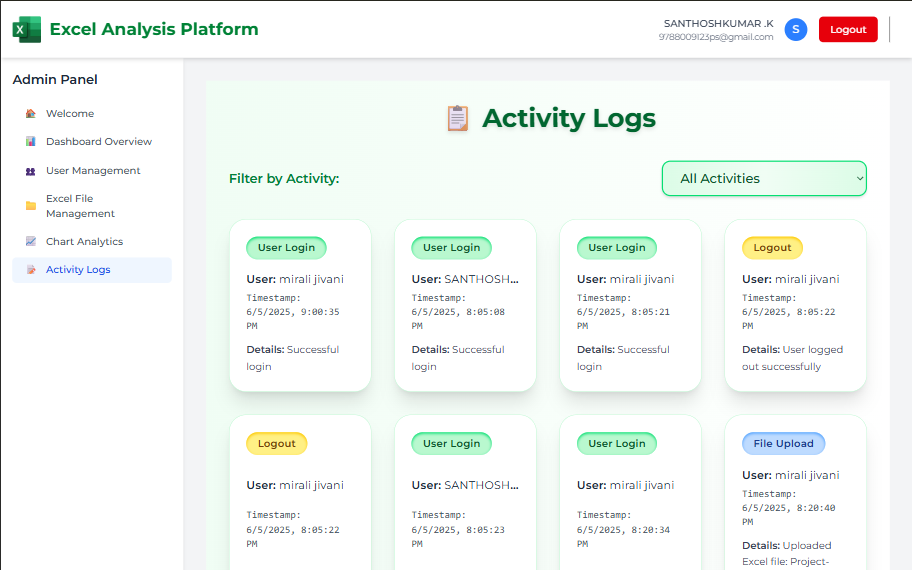 Excel Analysis Platform
SANTHOSHKUMAR .K
9788009123ps@gmail.com
S
Logout
Admin Panel
Welcome
Dashboard Overview
User Management
Excel File
Management
Chart Analytics
Activity Logs
Activity Logs
Filter by Activity:
All Activities
User Login
User: mirali jivani
Timestamp:
6/5/2025, 9:00:35
PM
Details: Successful
login
User Login
User: SANTHOSH...
Timestamp:
6/5/2025, 8:05:08
PM
Details: Successful
login
User Login
User: mirali jivani
Timestamp:
6/5/2025, 8:05:21
PM
Details: Successful
login
Logout
User: mirali jivani
Timestamp:
6/5/2025, 8:05:22
PM
Details: User logged
out successfully
Logout
User: mirali jivani
Timestamp:
6/5/2025, 8:05:22
PM
User Login
User: SANTHOSH...
Timestamp:
6/5/2025, 8:05:23
PM
User Login
User: mirali jivani
Timestamp:
6/5/2025, 8:20:34
PM
File Upload
User: mirali jivani
Timestamp:
6/5/2025, 8:20:40
PM
Details: Uploaded
Excel file: Project-